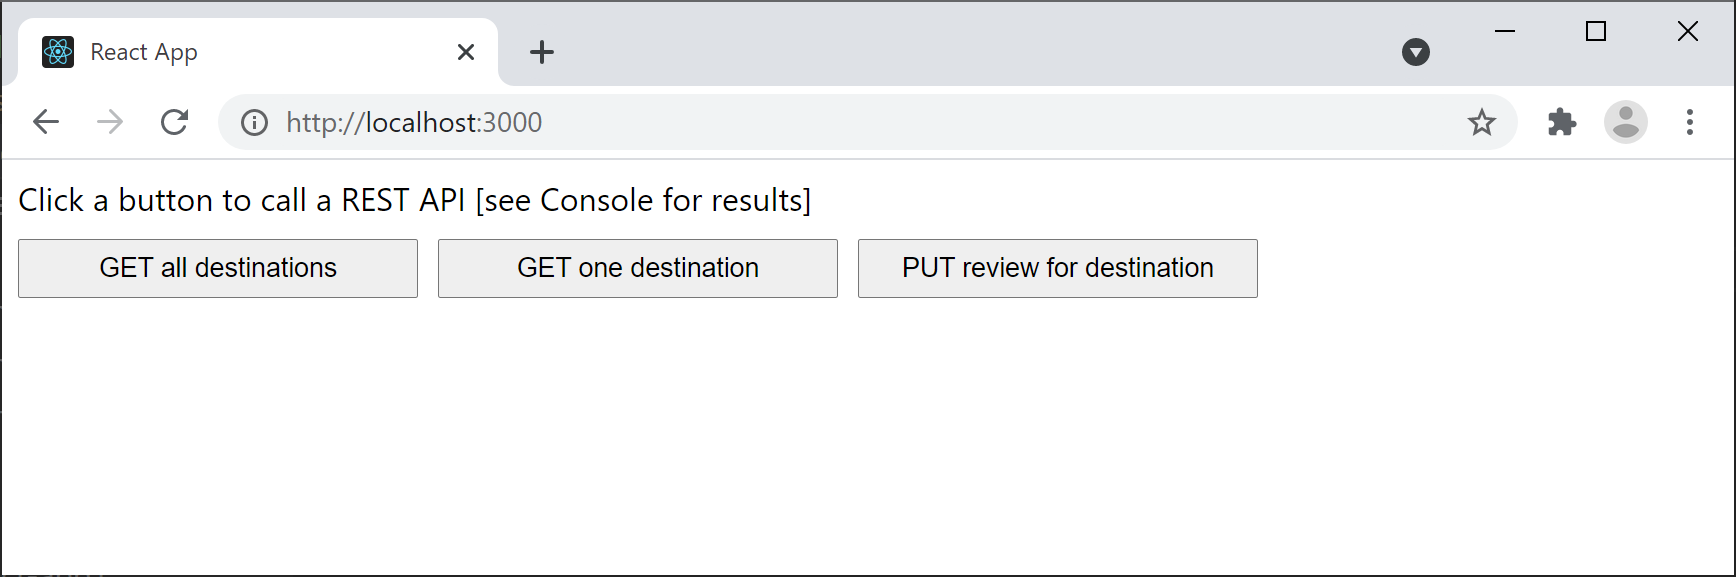 React App
http://localhost:3000
Click a button to call a REST API [see Console for results]
GET all destinations GET one destination PUT review for destination